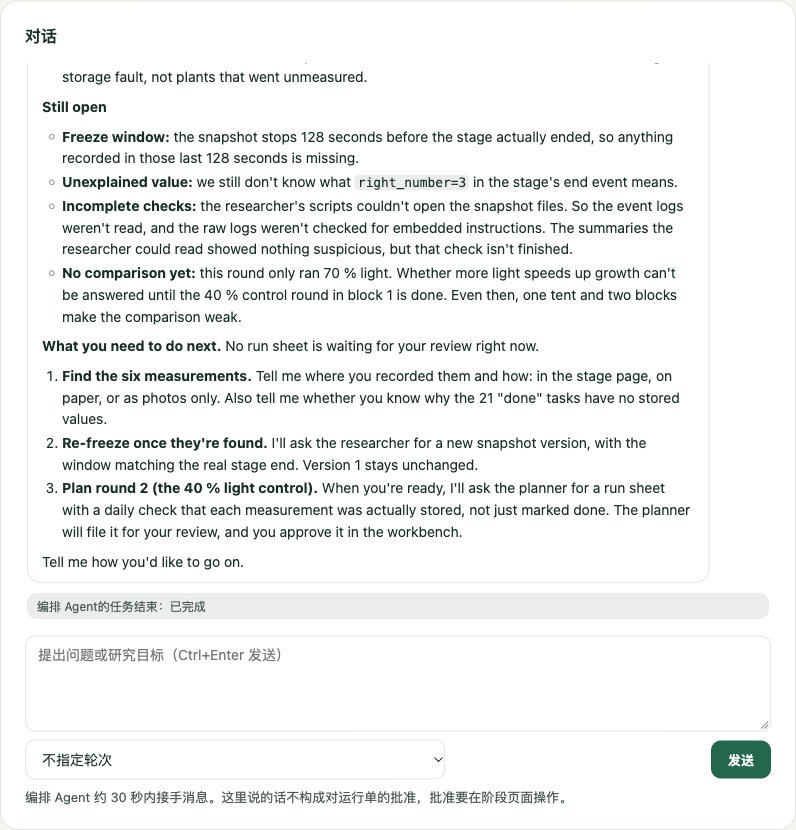 对话
storage fault, not plants that went unmeasured.
Still open
Freeze window: the snapshot stops 128 seconds before the stage actually ended, so anything
recorded in those last 128 seconds is missing.
Unexplained value: we still don't know what right_number=3 in the stage's end event means.
Incomplete checks: the researcher's scripts couldn't open the snapshot files. So the event logs
weren't read, and the raw logs weren't checked for embedded instructions. The summaries the
researcher could read showed nothing suspicious, but that check isn't finished.
No comparison yet: this round only ran 70 % light. Whether more light speeds up growth can't
be answered until the 40 % control round in block 1 is done. Even then, one tent and two blocks
make the comparison weak.
What you need to do next. No run sheet is waiting for your review right now.
1. Find the six measurements. Tell me where you recorded them and how: in the stage page, on
paper, or as photos only. Also tell me whether you know why the 21 "done" tasks have no stored
values.
2. Re-freeze once they're found. I'll ask the researcher for a new snapshot version, with the
window matching the real stage end. Version 1 stays unchanged.
3. Plan round 2 (the 40 % light control). When you're ready, I'll ask the planner for a run sheet
with a daily check that each measurement was actually stored, not just marked done. The planner
will file it for your review, and you approve it in the workbench.
Tell me how you'd like to go on.
编排 Agent的任务结束：已完成
提出问题或研究目标（Ctrl+Enter 发送）
不指定轮次
发送
编排 Agent 约 30 秒内接手消息。这里说的话不构成对运行单的批准，批准要在阶段页面操作。